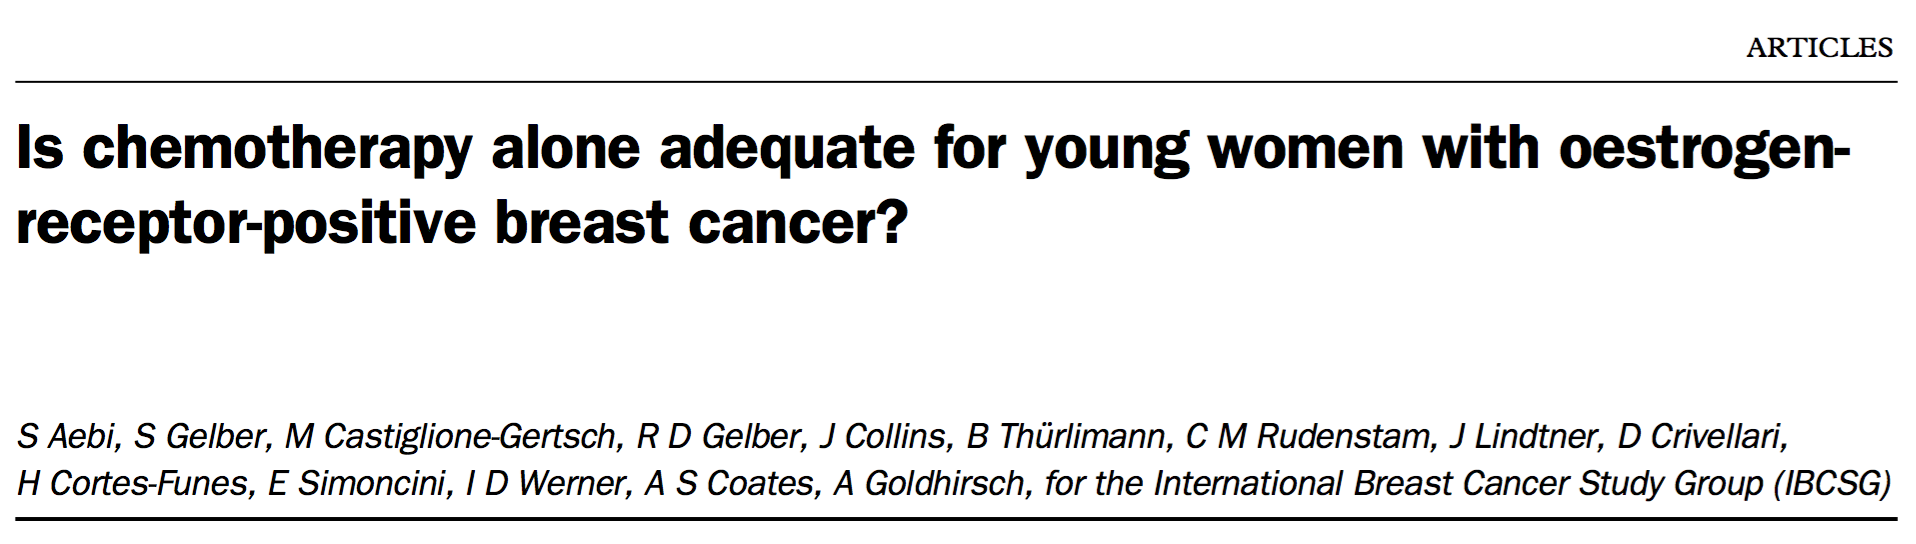 ARTICLES
Is chemotherapy alone adequate for young women with oestrogen-
receptor-positive breast cancer?
S Aebi, S Gelber, M Castiglione-Gertsch, R D Gelber, J Collins, B Thürlimann, C M Rudenstam, J Lindtner, D Crivellari,
H Cortes-Funes, E Simoncini, I D Werner, A S Coates, A Goldhirsch, for the International Breast Cancer Study Group (IBCSG)